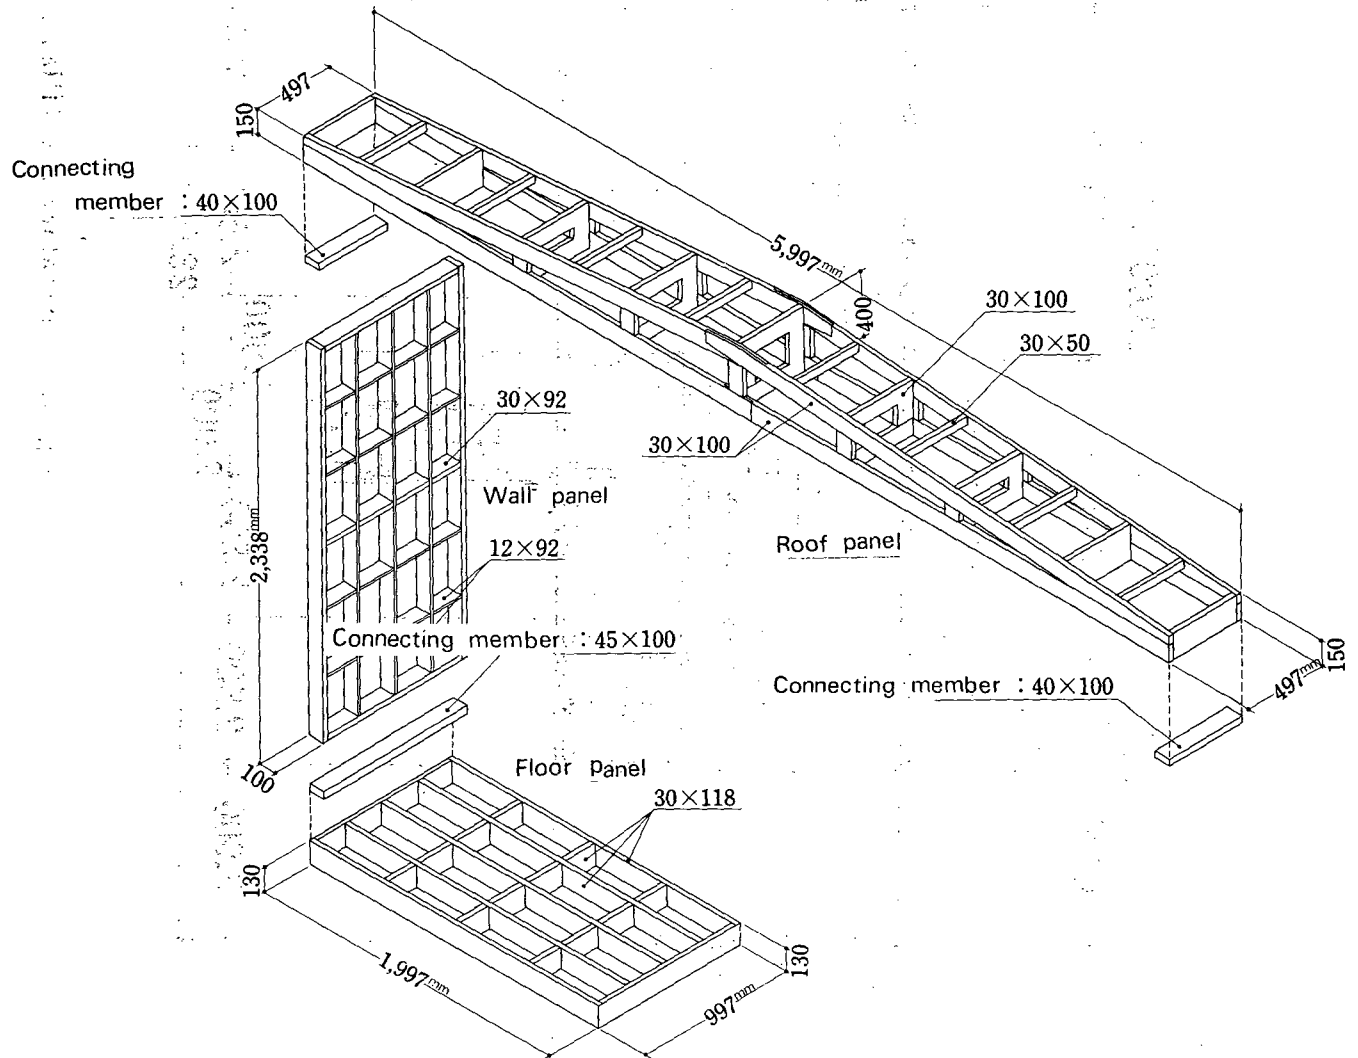 497
150
Connecting
member : 40×100
5,997mm
400
30×100
30×50
30×92
30×100
Wall panel
2,338mm
12×92
Roof panel
Connecting member : 45×100
497mm
150
Connecting member : 40×100
100
Floor panel
30×118
130
1,997mm
130
997mm